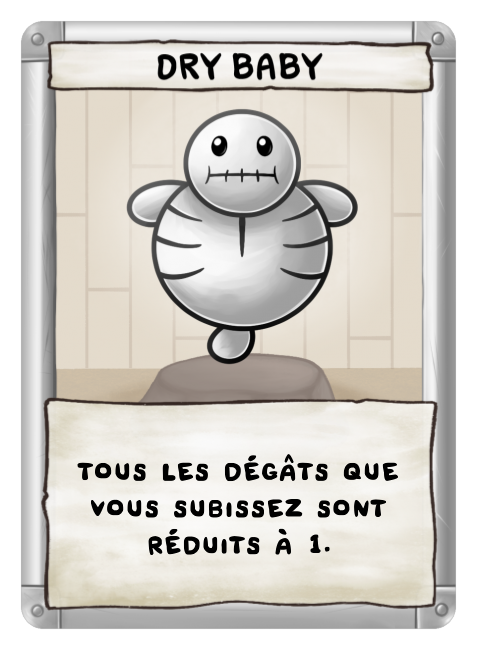 DRY BABY
TOUS LES DÉGÂTS QUE
VOUS SUBISSEZ SONT
RÉDUITS À 1.